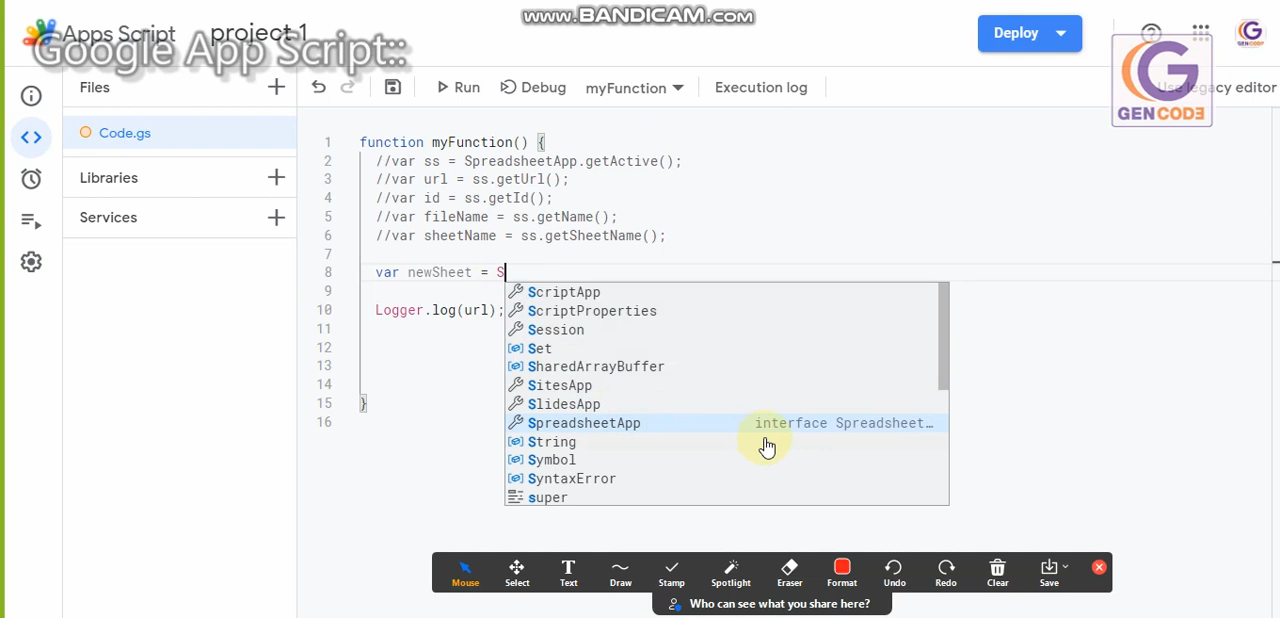 www.BANDICAM.com
Apps Script
project 1
Google App Script::
Deploy
GENCODE
Use legacy editor
GENCODE
Files
Run
Debug
myFunction
Execution log
Code.gs
Libraries
Services
1 function myFunction() {
2 //var ss = SpreadsheetApp.getActive();
3 //var url = ss.getUrl();
4 //var id = ss.getId();
5 //var fileName = ss.getName();
6 //var sheetName = ss.getSheetName();
7
8 var newSheet = S
9
10 Logger.log(url);
11
12
13
14
15 }
16
ScriptApp
ScriptProperties
Session
Set
SharedArrayBuffer
SitesApp
SlidesApp
SpreadsheetApp interface Spreadsheet…
String
Symbol
SyntaxError
super
Mouse Select Text Draw Stamp Spotlight Eraser Format Undo Redo Clear Save
Who can see what you share here?